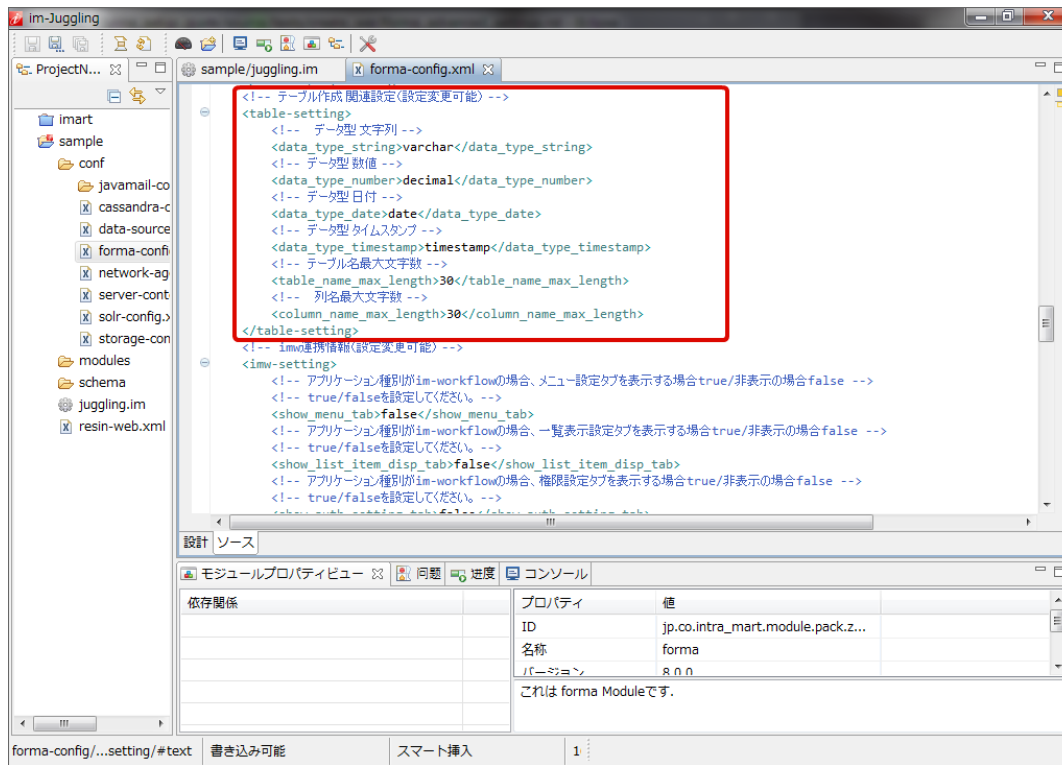 im-Juggling
ProjectN...
sample/juggling.im
forma-config.xml
imart
sample
conf
javamail-co
cassandra-c
data-source
forma-confi
network-ag
server-cont
solr-config.x
storage-con
modules
schema
juggling.im
resin-web.xml
<!-- テーブル作成 関連設定(設定変更可能) -->
<table-setting>
<!-- データ型 文字列 -->
<data_type_string>varchar</data_type_string>
<!-- データ型 数値 -->
<data_type_number>decimal</data_type_number>
<!-- データ型 日付 -->
<data_type_date>date</data_type_date>
<!-- データ型 タイムスタンプ -->
<data_type_timestamp>timestamp</data_type_timestamp>
<!-- テーブル名最大文字数 -->
<table_name_max_length>30</table_name_max_length>
<!-- 列名最大文字数 -->
<column_name_max_length>30</column_name_max_length>
</table-setting>
<!-- imw連携情報(設定変更可能) -->
<imw-setting>
<!-- アプリケーション種別がim-workflowの場合、メニュー設定タブを表示する場合true/非表示の場合false -->
<!-- true/falseを設定してください。 -->
<show_menu_tab>false</show_menu_tab>
<!-- アプリケーション種別がim-workflowの場合、一覧表示設定タブを表示する場合true/非表示の場合false -->
<!-- true/falseを設定してください。 -->
<show_list_item_disp_tab>false</show_list_item_disp_tab>
<!-- アプリケーション種別がim-workflowの場合、権限設定タブを表示する場合true/非表示の場合false -->
<!-- true/falseを設定してください。 -->
<show_auth_setting_tab>false</show_auth_setting_tab>
設計 ソース
モジュールプロパティビュー 问题 进度 コンソール
依存関係
プロパティ 値
ID jp.co.intra_mart.module.pack.z...
名称 forma
バージョン 8.0.0
これは forma Moduleです.
forma-config/...setting/#text 書き込み可能 スマート挿入 1